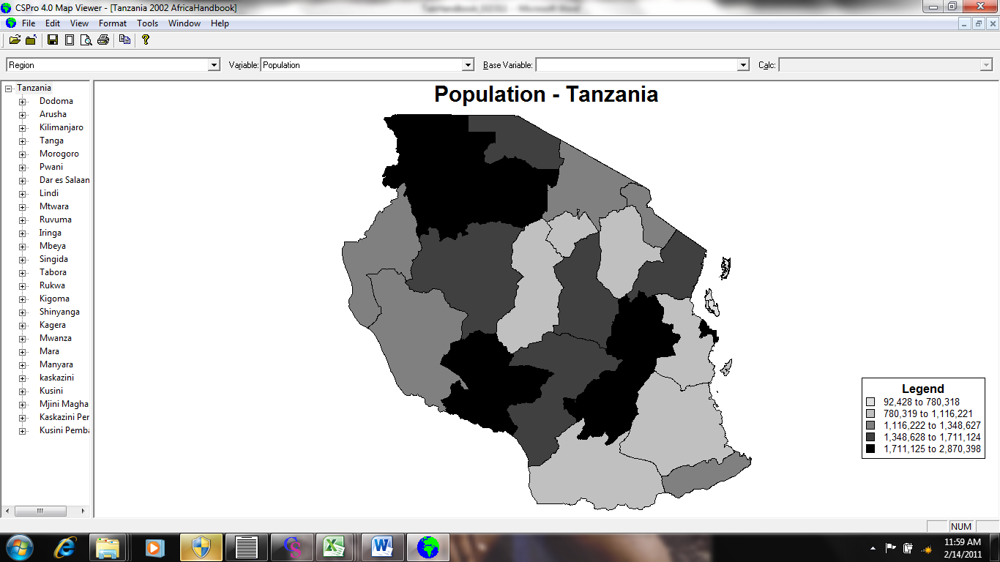 CSPro 4.0 Map Viewer - [Tanzania 2002 AfricaHandbook]
File Edit View Format Tools Window Help
Region Variable: Population Base Variable: Calc:
Population - Tanzania
Tanzania
Dodoma
Arusha
Kilimanjaro
Tanga
Morogoro
Pwani
Dar es Salaan
Lindi
Mtwara
Ruvuma
Iringa
Mbeya
Singida
Tabora
Rukwa
Kigoma
Shinyanga
Kagera
Mwanza
Mara
Manyara
kaskazini
Kusini
Mjini Magha
Kaskazini Per
Kusini Pemba
Legend
92,428 to 780,318
780,319 to 1,116,221
1,116,222 to 1,348,627
1,348,628 to 1,711,124
1,711,125 to 2,870,398
NUM
11:59 AM
2/14/2011